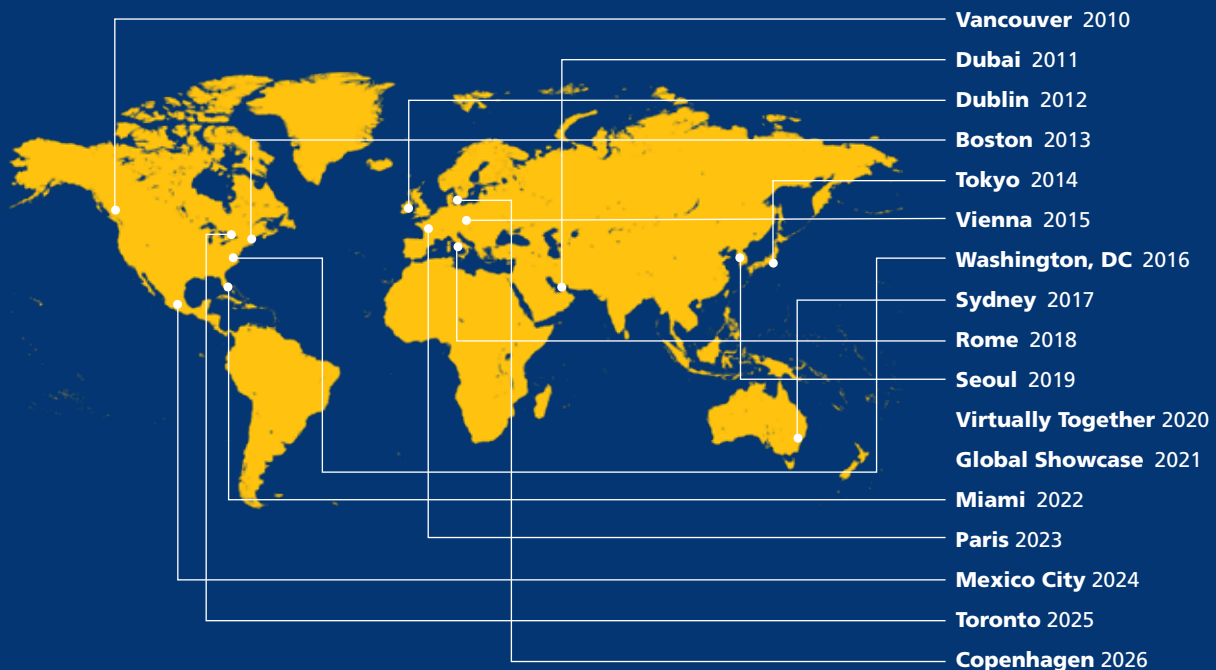 Vancouver 2010
Dubai 2011
Dublin 2012
Boston 2013
Tokyo 2014
Vienna 2015
Washington, DC 2016
Sydney 2017
Rome 2018
Seoul 2019
Virtually Together 2020
Global Showcase 2021
Miami 2022
Paris 2023
Mexico City 2024
Toronto 2025
Copenhagen 2026